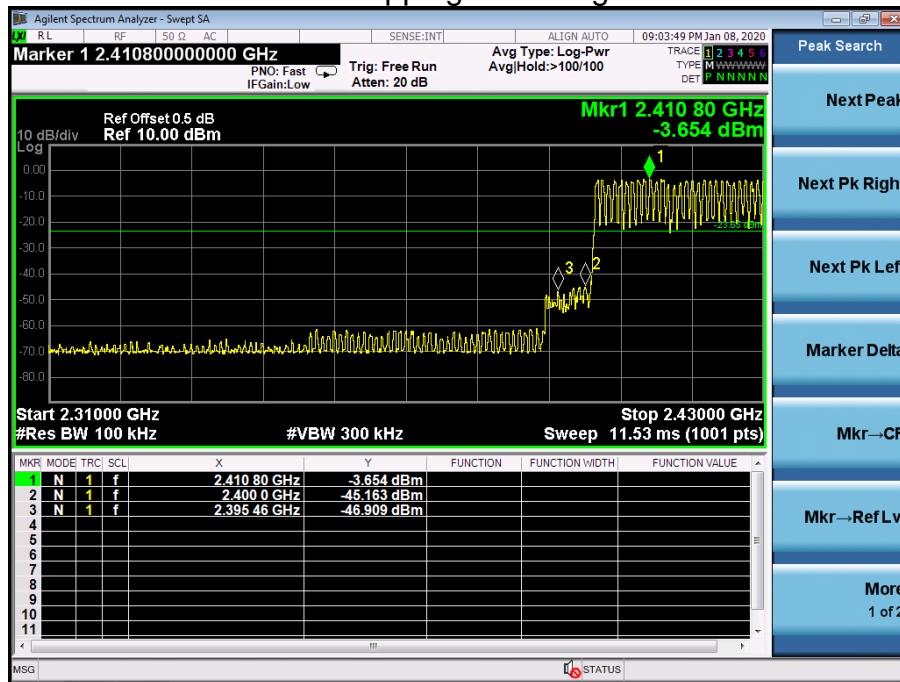 Agilent Spectrum Analyzer - Swept SA
LXI RL RF 50 Ω AC SENSE:INT ALIGN AUTO 09:03:49 PM Jan 08, 2020
Marker 1 2.410800000000 GHz
PNO: Fast
IFGain:Low
Trig: Free Run
Atten: 20 dB
Avg Type: Log-Pwr
Avg|Hold:>100/100
TRACE 1 2 3 4 5 6
TYPE M W W W W W
DET P N N N N N
Peak Search
Ref Offset 0.5 dB
10 dB/div Ref 10.00 dBm
Log
Mkr1 2.410 80 GHz
-3.654 dBm
1
0.00
-10.0
-20.0
-23.65 dBm
-30.0
-40.0
3 2
-50.0
-60.0
-70.0
-80.0
Start 2.31000 GHz Stop 2.43000 GHz
#Res BW 100 kHz #VBW 300 kHz Sweep 11.53 ms (1001 pts)
MKR MODE TRC SCL X Y FUNCTION FUNCTION WIDTH FUNCTION VALUE
1 N 1 f 2.410 80 GHz -3.654 dBm
2 N 1 f 2.400 0 GHz -45.163 dBm
3 N 1 f 2.395 46 GHz -46.909 dBm
4
5
6
7
8
9
10
11
MSG STATUS
Next Peak
Next Pk Righ
Next Pk Lef
Marker Delta
Mkr→CF
Mkr→Ref Lv
More
1 of 2